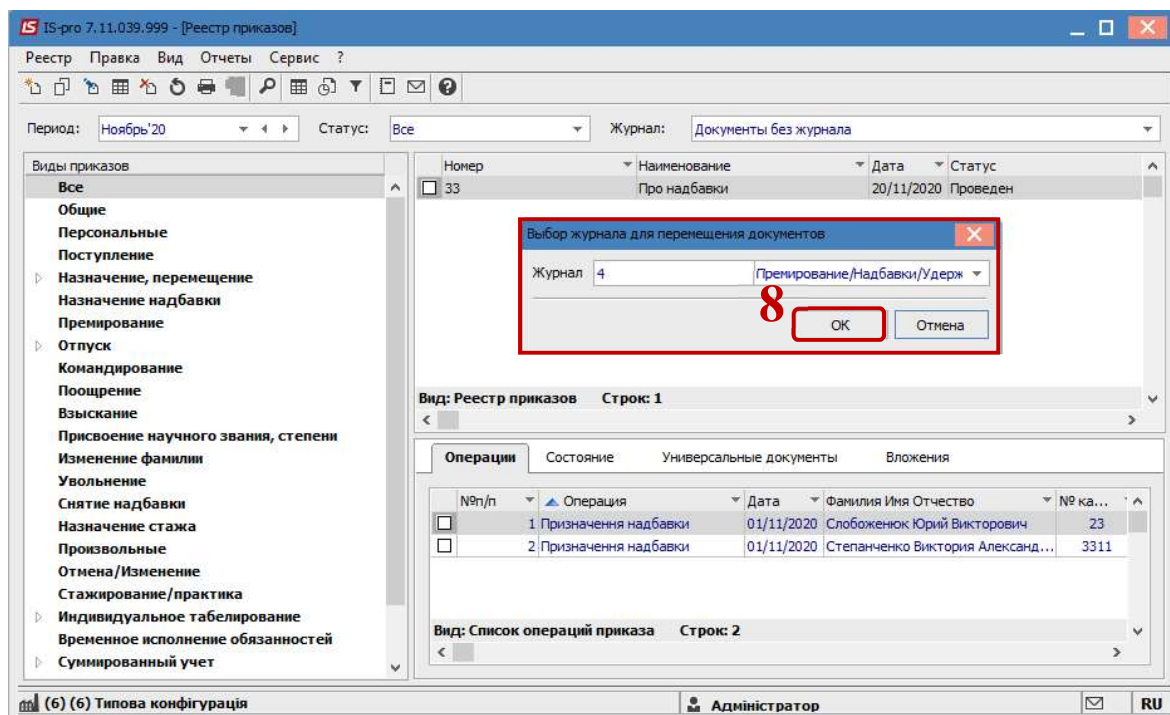 IS-pro 7.11.039.999 - [Реестр приказов]
Реестр Правка Вид Отчеты Сервис ?
Период: Ноябрь'20 Статус: Все Журнал: Документы без журнала
Виды приказов
Все
Общие
Персональные
Поступление
Назначение, перемещение
Назначение надбавки
Премирование
Отпуск
Командирование
Поощрение
Взыскание
Присвоение научного звания, степени
Изменение фамилии
Увольнение
Снятие надбавки
Назначение стажа
Произвольные
Отмена/Изменение
Стажирование/практика
Индивидуальное табелирование
Временное исполнение обязанностей
Суммированный учет
Номер Наименование Дата Статус
33 Про надбавки 20/11/2020 Проведен
Выбор журнала для перемещения документов
Журнал 4 Премирование/Надбавки/Удерж
8
OK Отмена
Вид: Реестр приказов Строк: 1
Операции Состояние Универсальные документы Вложения
№п/п Операция Дата Фамилия Имя Отчество № ка...
1 Призначення надбавки 01/11/2020 Слобоженюк Юрий Викторович 23
2 Призначення надбавки 01/11/2020 Степанченко Виктория Александ... 3311
Вид: Список операций приказа Строк: 2
(6) (6) Типова конфігурація Адміністратор RU